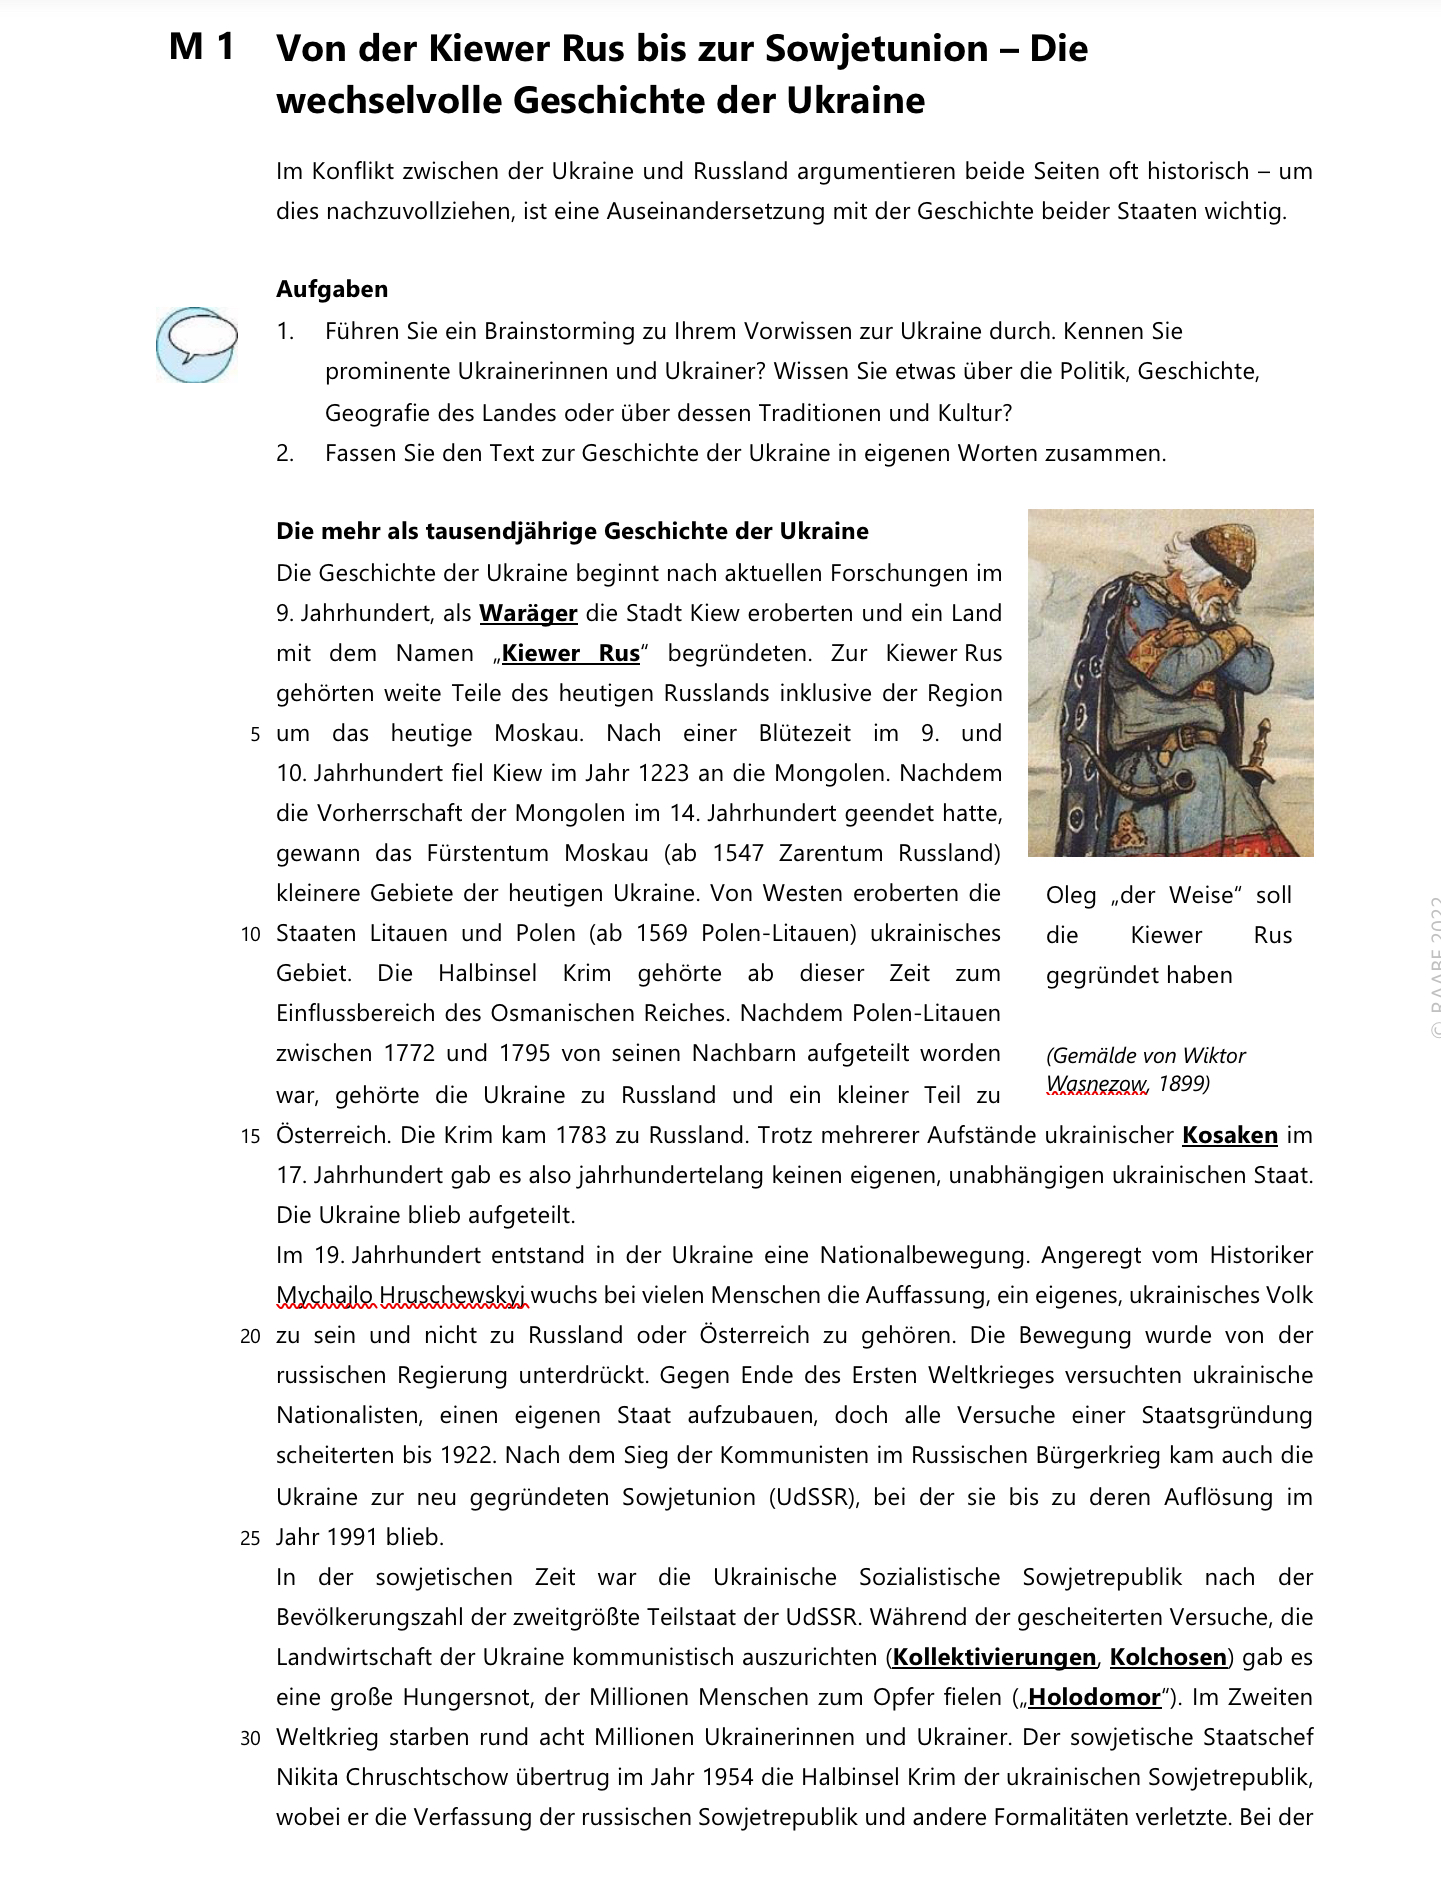 M 1 Von der Kiewer Rus bis zur Sowjetunion – Die
wechselvolle Geschichte der Ukraine
Im Konflikt zwischen der Ukraine und Russland argumentieren beide Seiten oft historisch – um
dies nachzuvollziehen, ist eine Auseinandersetzung mit der Geschichte beider Staaten wichtig.
Aufgaben
1. Führen Sie ein Brainstorming zu Ihrem Vorwissen zur Ukraine durch. Kennen Sie
prominente Ukrainerinnen und Ukrainer? Wissen Sie etwas über die Politik, Geschichte,
Geografie des Landes oder über dessen Traditionen und Kultur?
2. Fassen Sie den Text zur Geschichte der Ukraine in eigenen Worten zusammen.
Die mehr als tausendjährige Geschichte der Ukraine
Die Geschichte der Ukraine beginnt nach aktuellen Forschungen im
9. Jahrhundert, als Waräger die Stadt Kiew eroberten und ein Land
mit dem Namen „Kiewer Rus“ begründeten. Zur Kiewer Rus
gehörten weite Teile des heutigen Russlands inklusive der Region
5 um das heutige Moskau. Nach einer Blütezeit im 9. und
10. Jahrhundert fiel Kiew im Jahr 1223 an die Mongolen. Nachdem
die Vorherrschaft der Mongolen im 14. Jahrhundert geendet hatte,
gewann das Fürstentum Moskau (ab 1547 Zarentum Russland)
kleinere Gebiete der heutigen Ukraine. Von Westen eroberten die
10 Staaten Litauen und Polen (ab 1569 Polen-Litauen) ukrainisches
Gebiet. Die Halbinsel Krim gehörte ab dieser Zeit zum
Einflussbereich des Osmanischen Reiches. Nachdem Polen-Litauen
zwischen 1772 und 1795 von seinen Nachbarn aufgeteilt worden
war, gehörte die Ukraine zu Russland und ein kleiner Teil zu
15 Österreich. Die Krim kam 1783 zu Russland. Trotz mehrerer Aufstände ukrainischer Kosaken im
17. Jahrhundert gab es also jahrhundertelang keinen eigenen, unabhängigen ukrainischen Staat.
Die Ukraine blieb aufgeteilt.
Im 19. Jahrhundert entstand in der Ukraine eine Nationalbewegung. Angeregt vom Historiker
Mychajlo Hruschewskyj wuchs bei vielen Menschen die Auffassung, ein eigenes, ukrainisches Volk
20 zu sein und nicht zu Russland oder Österreich zu gehören. Die Bewegung wurde von der
russischen Regierung unterdrückt. Gegen Ende des Ersten Weltkrieges versuchten ukrainische
Nationalisten, einen eigenen Staat aufzubauen, doch alle Versuche einer Staatsgründung
scheiterten bis 1922. Nach dem Sieg der Kommunisten im Russischen Bürgerkrieg kam auch die
Ukraine zur neu gegründeten Sowjetunion (UdSSR), bei der sie bis zu deren Auflösung im
25 Jahr 1991 blieb.
In der sowjetischen Zeit war die Ukrainische Sozialistische Sowjetrepublik nach der
Bevölkerungszahl der zweitgrößte Teilstaat der UdSSR. Während der gescheiterten Versuche, die
Landwirtschaft der Ukraine kommunistisch auszurichten (Kollektivierungen, Kolchosen) gab es
eine große Hungersnot, der Millionen Menschen zum Opfer fielen („Holodomor“). Im Zweiten
30 Weltkrieg starben rund acht Millionen Ukrainerinnen und Ukrainer. Der sowjetische Staatschef
Nikita Chruschtschow übertrug im Jahr 1954 die Halbinsel Krim der ukrainischen Sowjetrepublik,
wobei er die Verfassung der russischen Sowjetrepublik und andere Formalitäten verletzte. Bei der
Oleg „der Weise“ soll
die Kiewer Rus
gegründet haben
(Gemälde von Wiktor
Wasnezow, 1899)
© RAABE 2022